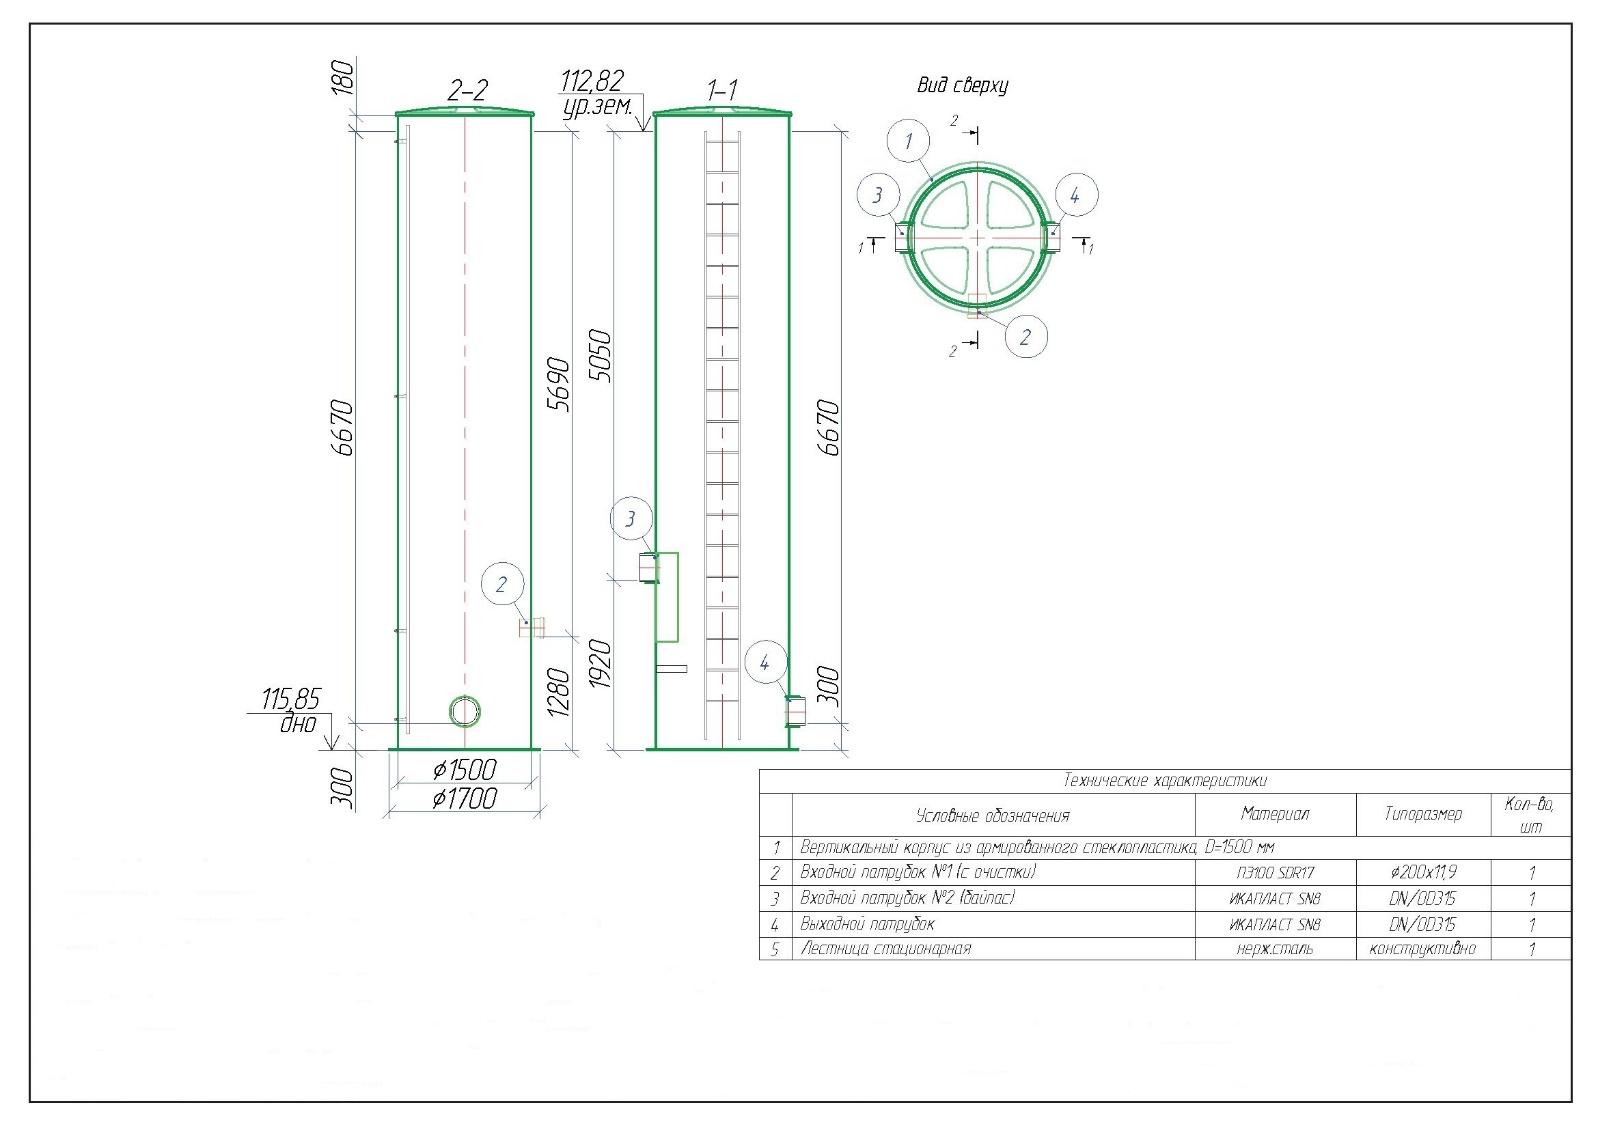 180
2-2
112,82
ур.зем.
1-1
Вид сверху
2
1
3
4
1
1
2
2
6670
5690
5050
6670
3
2
4
1280
1920
300
115,85
дно
300
⌀1500
⌀1700
Технические характеристики
Условные обозначения Материал Типоразмер Кол-во, шт
1 Вертикальный корпус из армированного стеклопластика, D=1500 мм
2 Входной патрубок №1 (с очистки) ПЭ100 SDR17 ⌀200х11,9 1
3 Входной патрубок №2 (байпас) ИКАПЛАСТ SN8 DN/OD315 1
4 Выходной патрубок ИКАПЛАСТ SN8 DN/OD315 1
5 Лестница стационарная нерж.сталь конструктивно 1